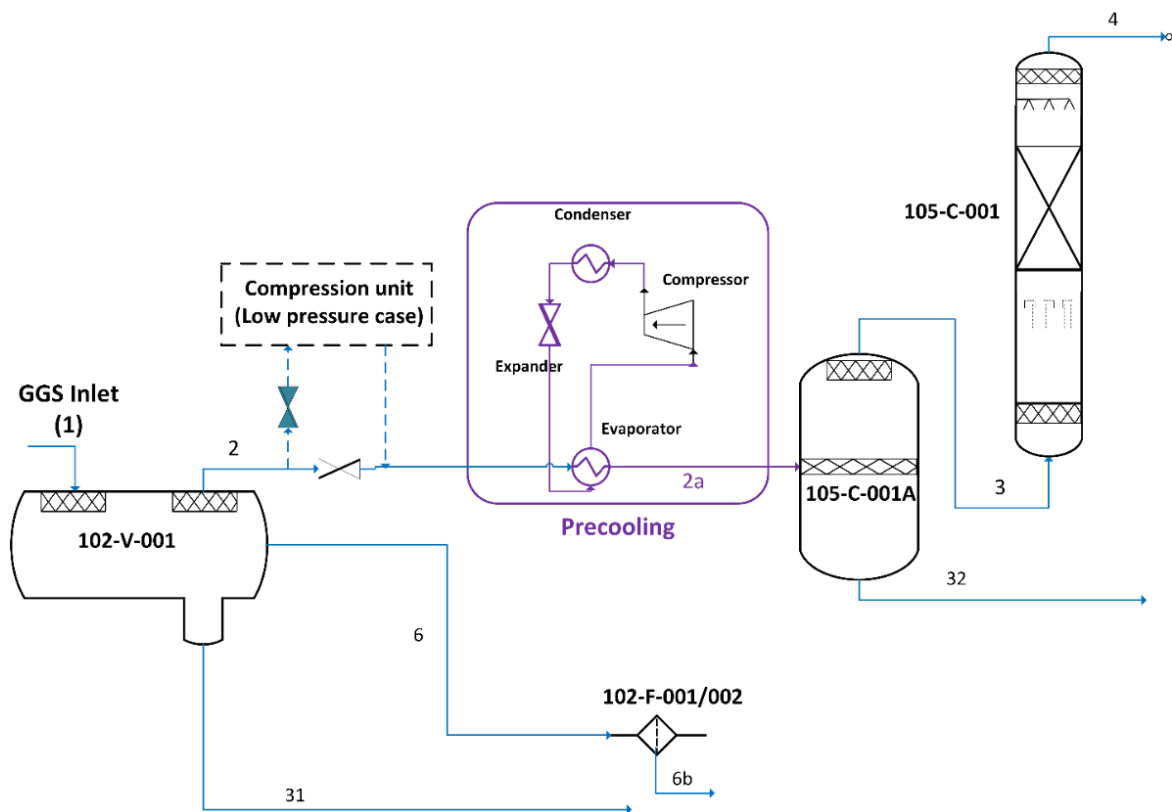 4
Condenser
105-C-001
Compression unit
(Low pressure case)
Compressor
Expander
GGS Inlet
(1)
2
Evaporator
2a
105-C-001A
3
Precooling
102-V-001
32
6
102-F-001/002
6b
31